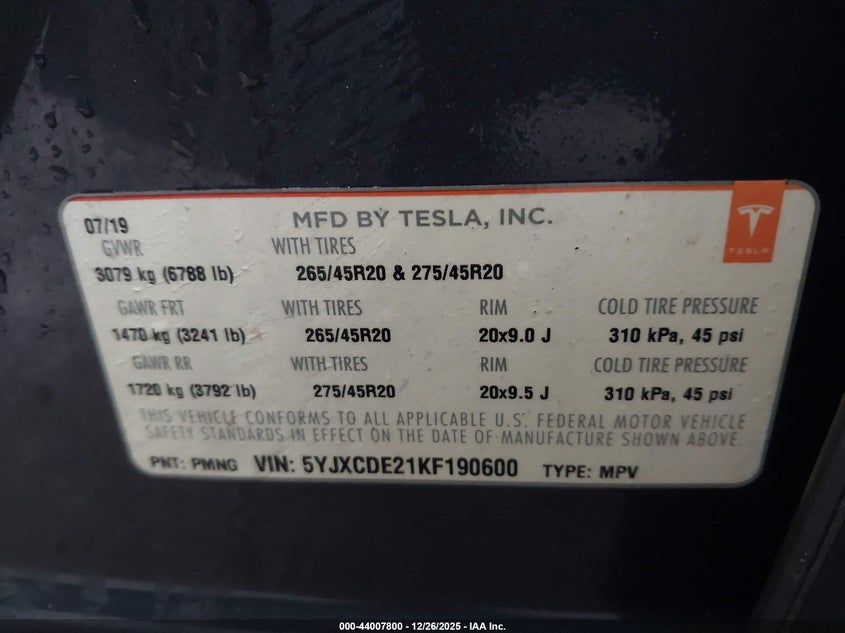 07/19 MFD BY TESLA, INC.
TESLA
GVWR WITH TIRES
3079 kg (6788 lb) 265/45R20 & 275/45R20
GAWR FRT WITH TIRES RIM COLD TIRE PRESSURE
1470 kg (3241 lb) 265/45R20 20x9.0 J 310 kPa, 45 psi
GAWR RR WITH TIRES RIM COLD TIRE PRESSURE
1720 kg (3792 lb) 275/45R20 20x9.5 J 310 kPa, 45 psi
THIS VEHICLE CONFORMS TO ALL APPLICABLE U.S. FEDERAL MOTOR VEHICLE
SAFETY STANDARDS IN EFFECT ON THE DATE OF MANUFACTURE SHOWN ABOVE.
PNT: PMNG VIN: 5YJXCDE21KF190600 TYPE: MPV
000-44007800 - 12/26/2025 - IAA Inc.